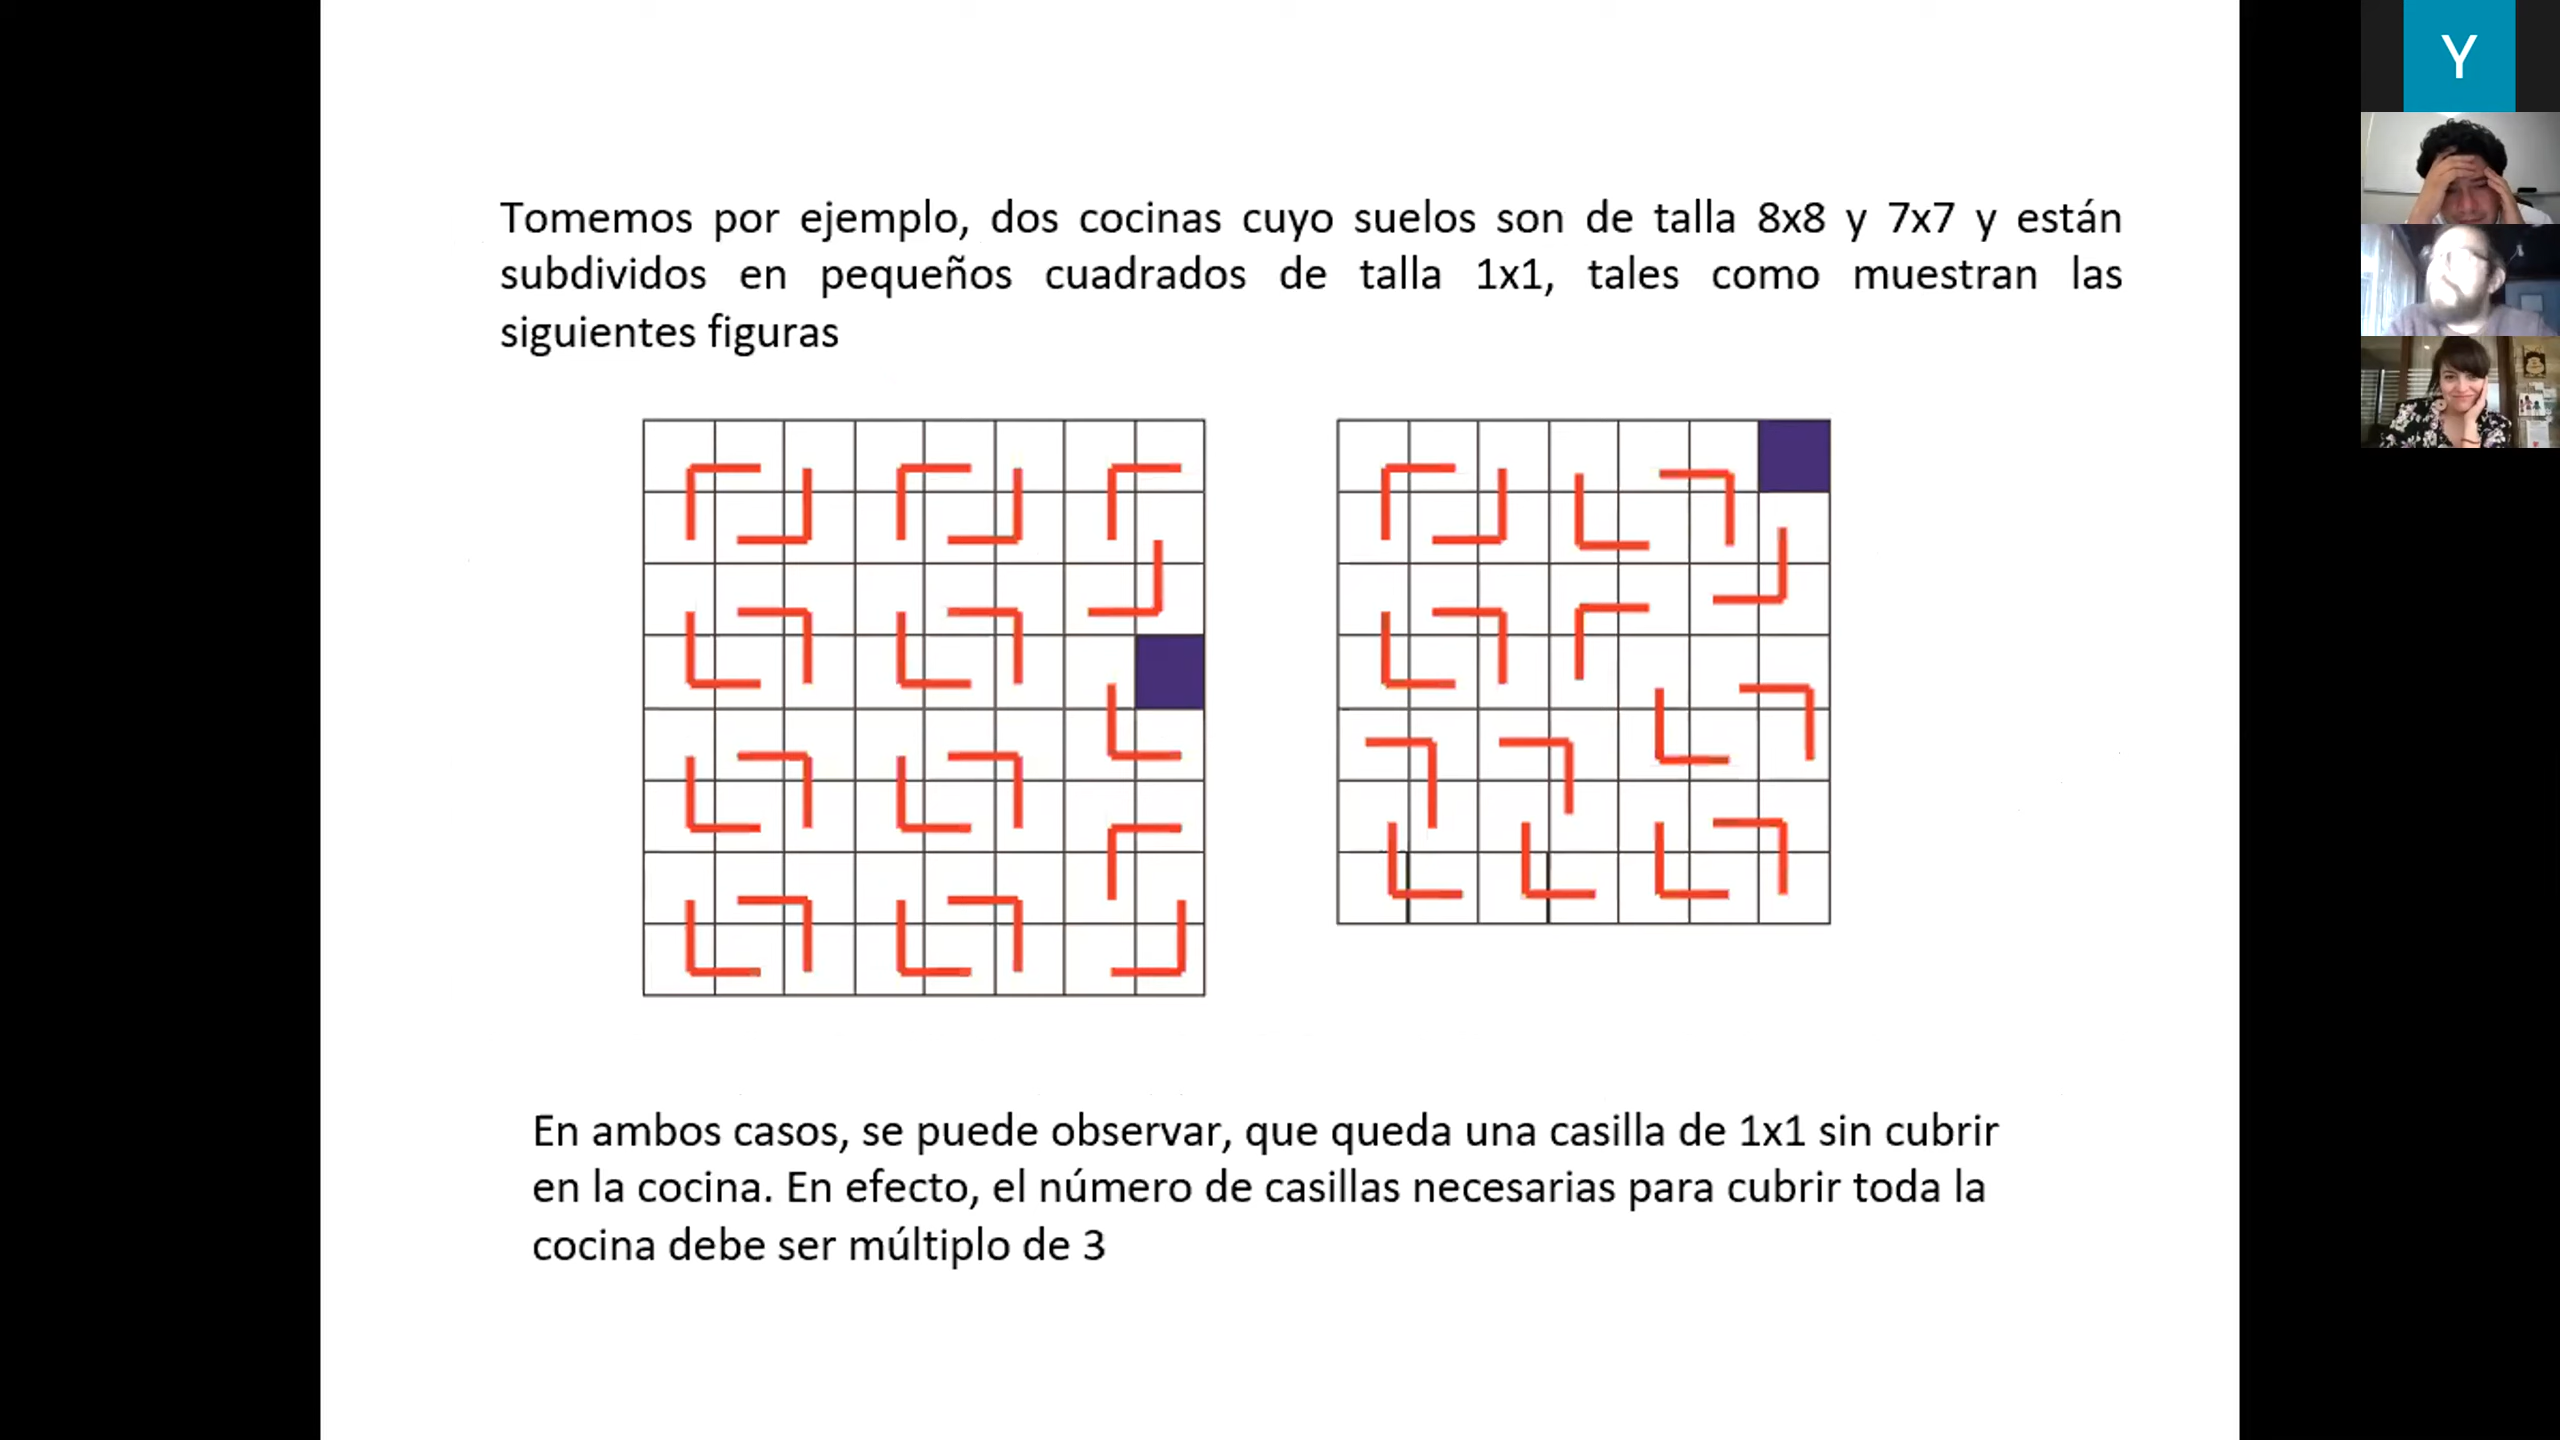 Y
Tomemos por ejemplo, dos cocinas cuyo suelos son de talla 8x8 y 7x7 y están
subdividos en pequeños cuadrados de talla 1x1, tales como muestran las
siguientes figuras
En ambos casos, se puede observar, que queda una casilla de 1x1 sin cubrir
en la cocina. En efecto, el número de casillas necesarias para cubrir toda la
cocina debe ser múltiplo de 3